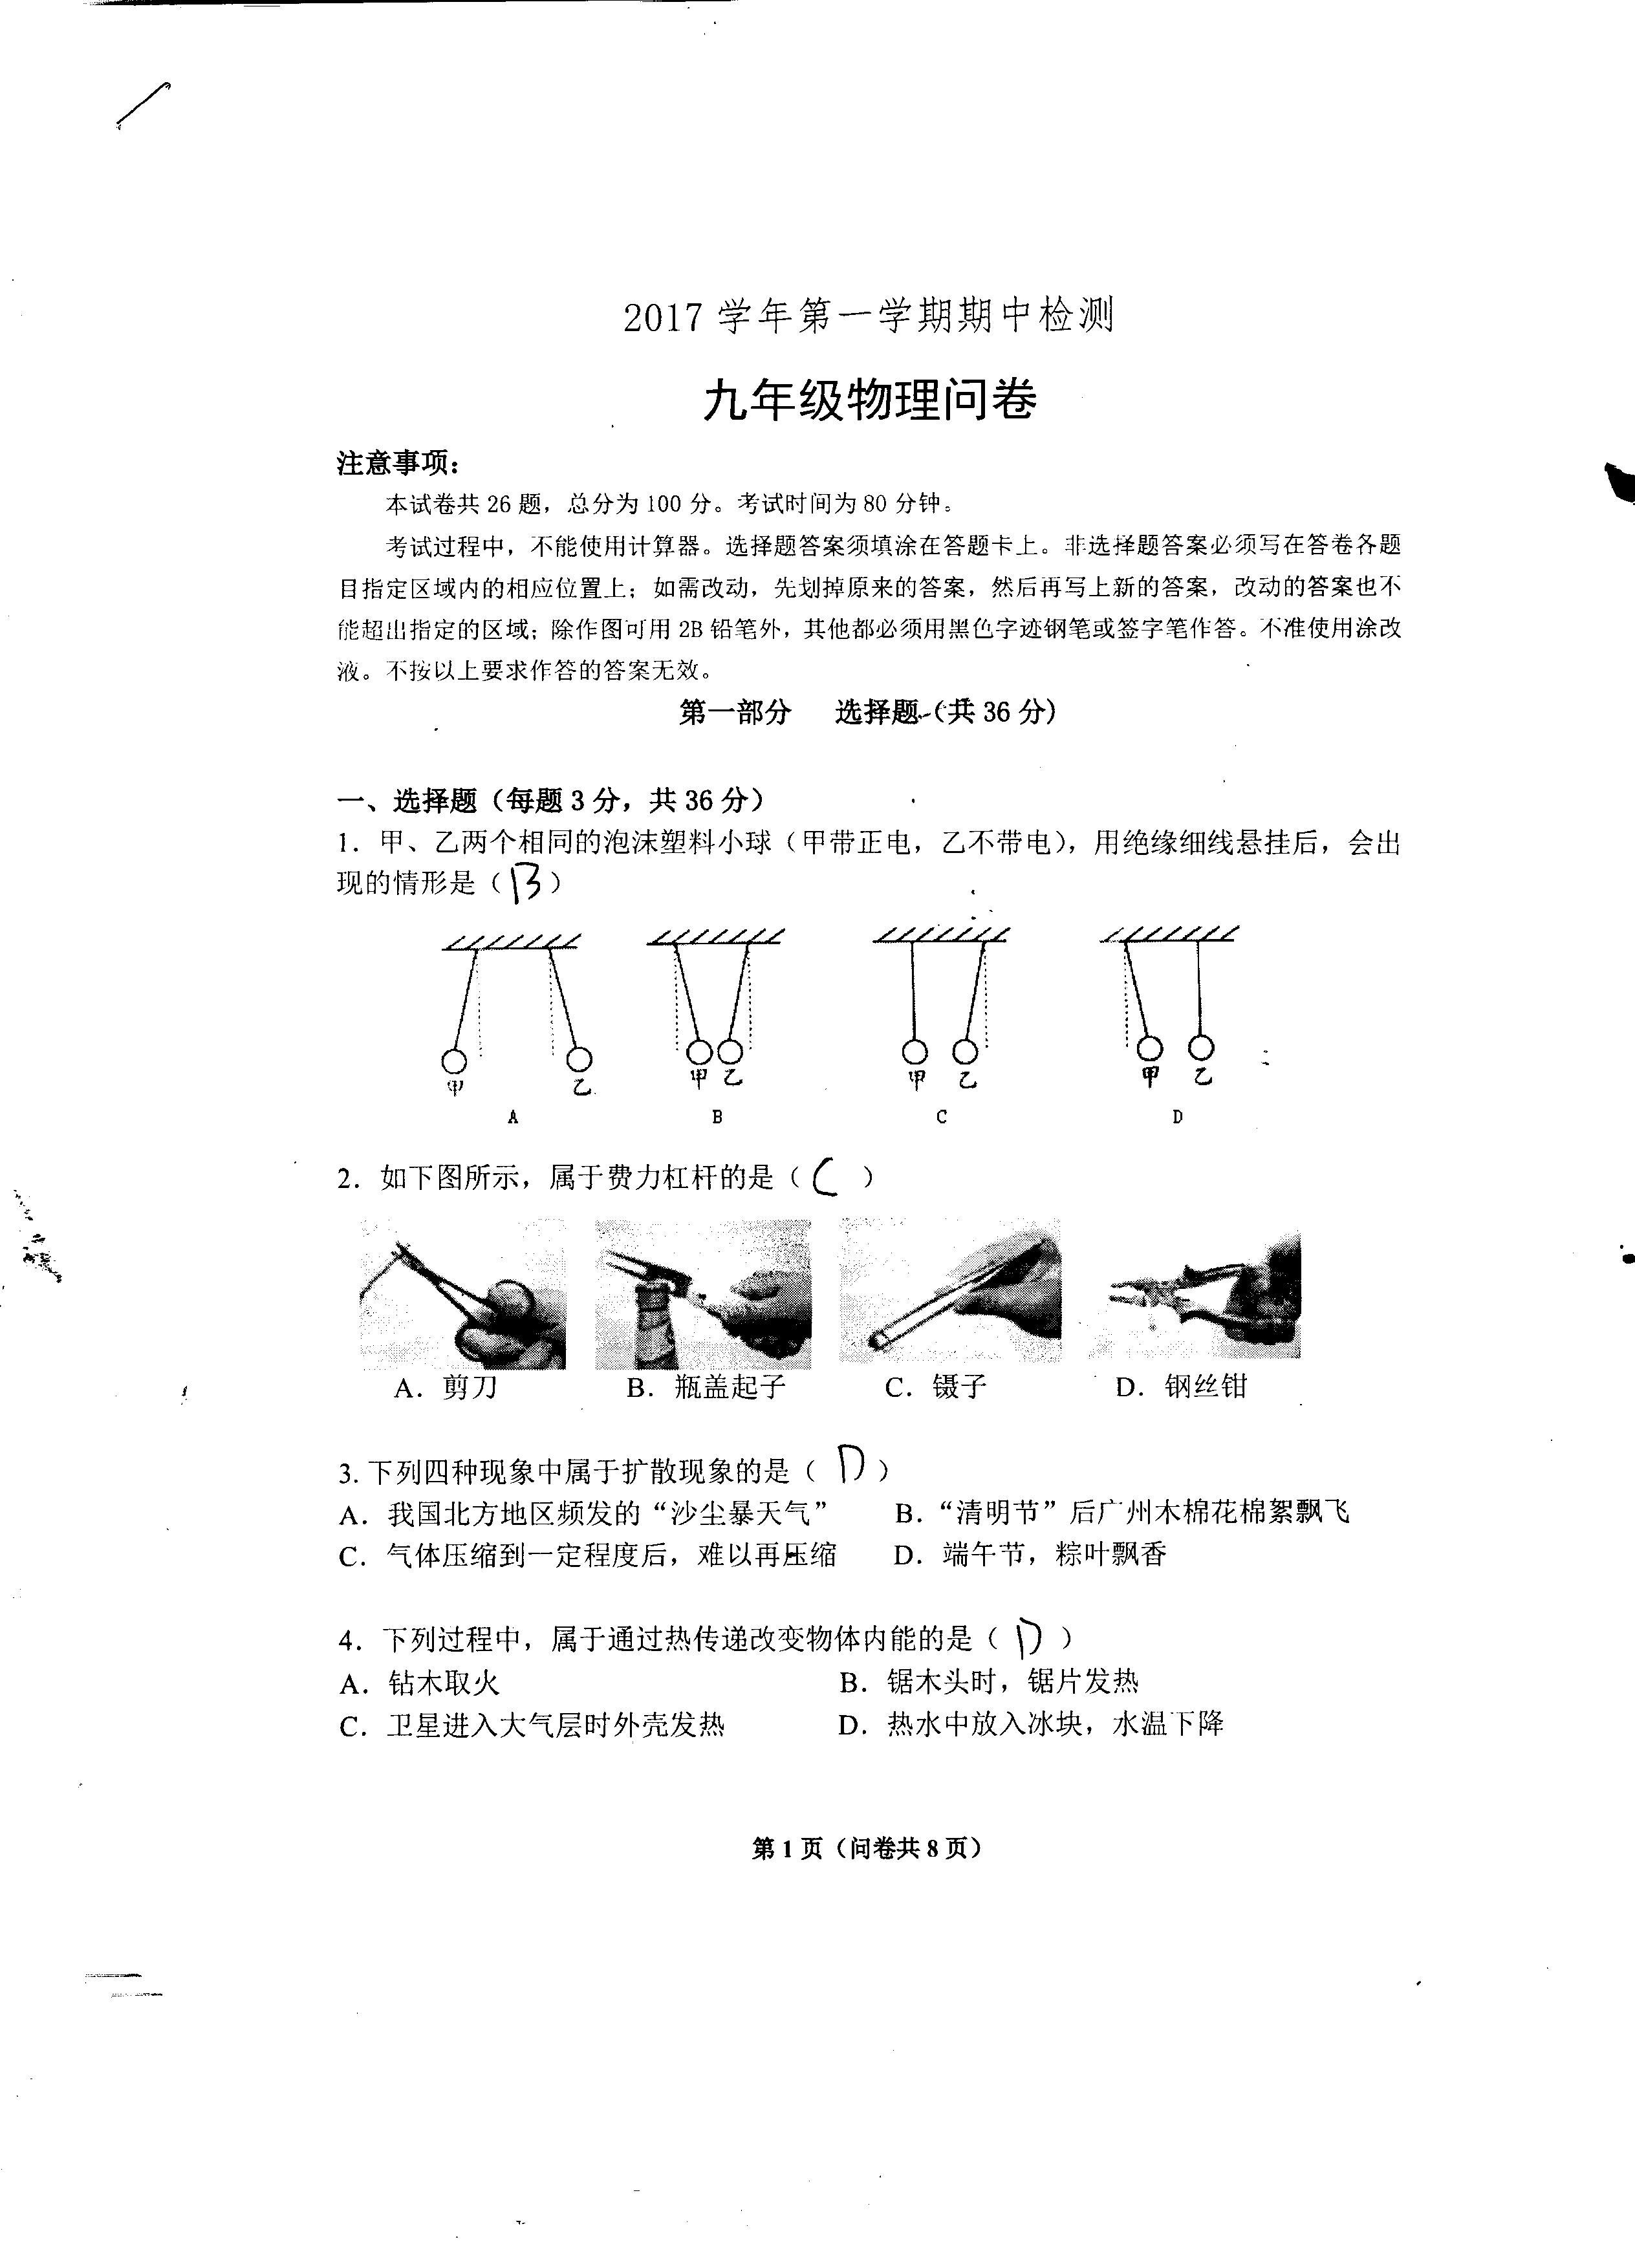 2017 学年第一学期期中检测
九年级物理问卷
注意事项：
本试卷共 26 题，总分为 100 分。考试时间为 80 分钟。
考试过程中，不能使用计算器。选择题答案须填涂在答题卡上。非选择题答案必须写在答卷各题
目指定区域内的相应位置上；如需改动，先划掉原来的答案，然后再写上新的答案，改动的答案也不
能超出指定的区域；除作图可用 2B 铅笔外，其他都必须用黑色字迹钢笔或签字笔作答。不准使用涂改
液。不按以上要求作答的答案无效。
第一部分 选择题（共 36 分）
一、选择题（每题 3 分，共 36 分）
1．甲、乙两个相同的泡沫塑料小球（甲带正电，乙不带电），用绝缘细线悬挂后，会出
现的情形是（ B ）
甲 乙 甲 乙 甲 乙 甲 乙
A B C D
2．如下图所示，属于费力杠杆的是（ C ）
A．剪刀 B．瓶盖起子 C．镊子 D．钢丝钳
3. 下列四种现象中属于扩散现象的是（ D ）
A．我国北方地区频发的“沙尘暴天气” B．“清明节”后广州木棉花棉絮飘飞
C．气体压缩到一定程度后，难以再压缩 D．端午节，粽叶飘香
4．下列过程中，属于通过热传递改变物体内能的是（ D ）
A．钻木取火 B．锯木头时，锯片发热
C．卫星进入大气层时外壳发热 D．热水中放入冰块，水温下降
第 1 页（问卷共 8 页）